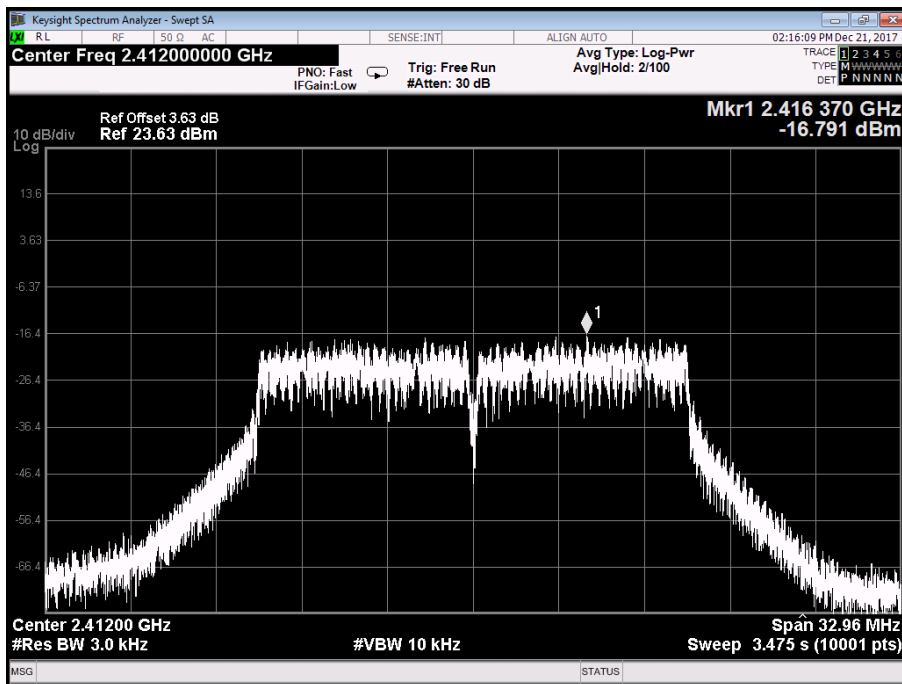 Keysight Spectrum Analyzer - Swept SA
LXI RL RF 50 Ω AC SENSE:INT ALIGN AUTO 02:16:09 PM Dec 21, 2017
Center Freq 2.412000000 GHz
PNO: Fast
IFGain:Low
Trig: Free Run
#Atten: 30 dB
Avg Type: Log-Pwr
Avg|Hold: 2/100
TRACE 1 2 3 4 5 6
TYPE M WWWWW
DET P N N N N N
Mkr1 2.416 370 GHz
-16.791 dBm
Ref Offset 3.63 dB
10 dB/div Ref 23.63 dBm
Log
13.6
3.63
-6.37
1
-16.4
-26.4
-36.4
-46.4
-56.4
-66.4
Center 2.41200 GHz Span 32.96 MHz
#Res BW 3.0 kHz #VBW 10 kHz Sweep 3.475 s (10001 pts)
MSG STATUS